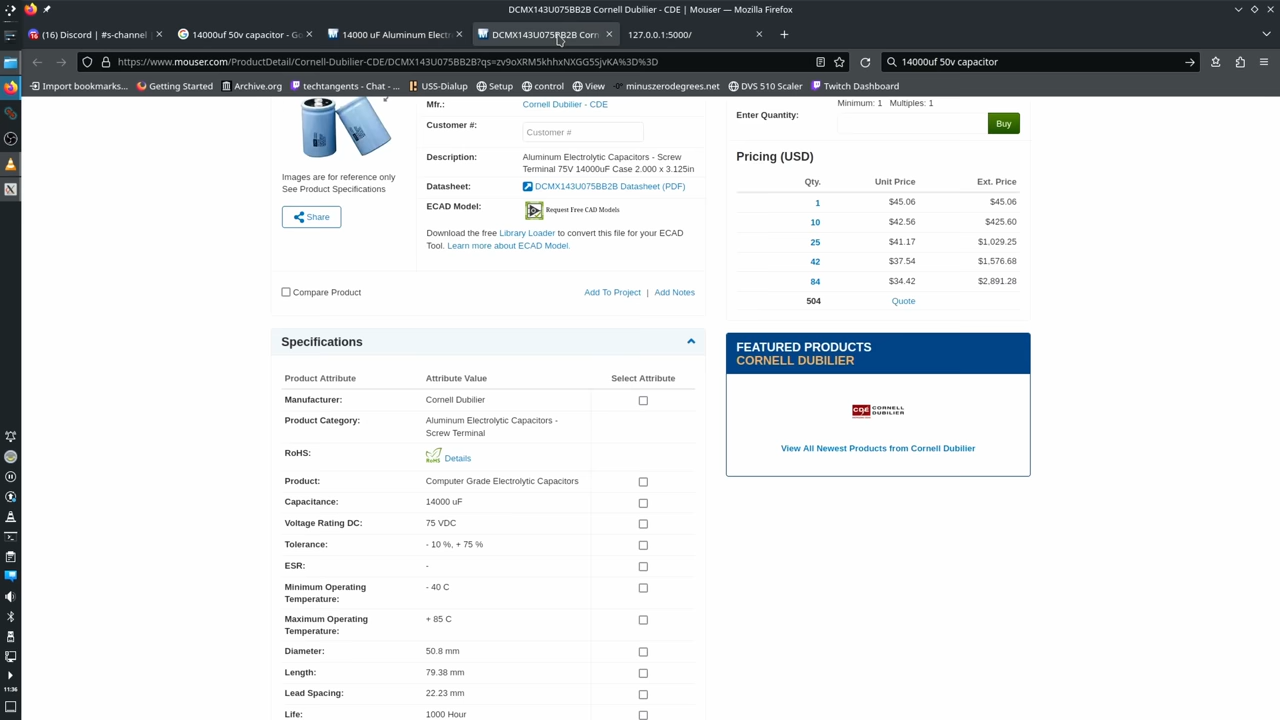 DCMX143U075BB2B Cornell Dubilier - CDE | Mouser — Mozilla Firefox
(16) Discord | #s-channel
14000uf 50v capacitor - Go
14000 uF Aluminum Electr
DCMX143U075BB2B Corn
127.0.0.1:5000/
https://www.mouser.com/ProductDetail/Cornell-Dubilier-CDE/DCMX143U075BB2B?qs=zv9oXRM5khhxNXGG5SjvKA%3D%3D
14000uf 50v capacitor
Import bookmarks...
Getting Started
Archive.org
techtangents - Chat - ...
USS-Dialup
Setup
control
View
minuszerodegrees.net
DVS 510 Scaler
Twitch Dashboard
Images are for reference only
See Product Specifications
Share
Mfr.: Cornell Dubilier - CDE
Customer #: Customer #
Description: Aluminum Electrolytic Capacitors - Screw
Terminal 75V 14000uF Case 2.000 x 3.125in
Datasheet: DCMX143U075BB2B Datasheet (PDF)
ECAD Model: Request Free CAD Models
Download the free Library Loader to convert this file for your ECAD
Tool. Learn more about ECAD Model.
Compare Product
Add To Project | Add Notes
Minimum: 1 Multiples: 1
Enter Quantity:
Buy
Pricing (USD)
Qty. Unit Price Ext. Price
1 $45.06 $45.06
10 $42.56 $425.60
25 $41.17 $1,029.25
42 $37.54 $1,576.68
84 $34.42 $2,891.28
504 Quote
Specifications
Product Attribute Attribute Value Select Attribute
Manufacturer: Cornell Dubilier
Product Category: Aluminum Electrolytic Capacitors -
Screw Terminal
RoHS: RoHS Details
Product: Computer Grade Electrolytic Capacitors
Capacitance: 14000 uF
Voltage Rating DC: 75 VDC
Tolerance: - 10 %, + 75 %
ESR: -
Minimum Operating
Temperature: - 40 C
Maximum Operating
Temperature: + 85 C
Diameter: 50.8 mm
Length: 79.38 mm
Lead Spacing: 22.23 mm
Life: 1000 Hour
FEATURED PRODUCTS
CORNELL DUBILIER
CDE CORNELL
DUBILIER
View All Newest Products from Cornell Dubilier
11:36